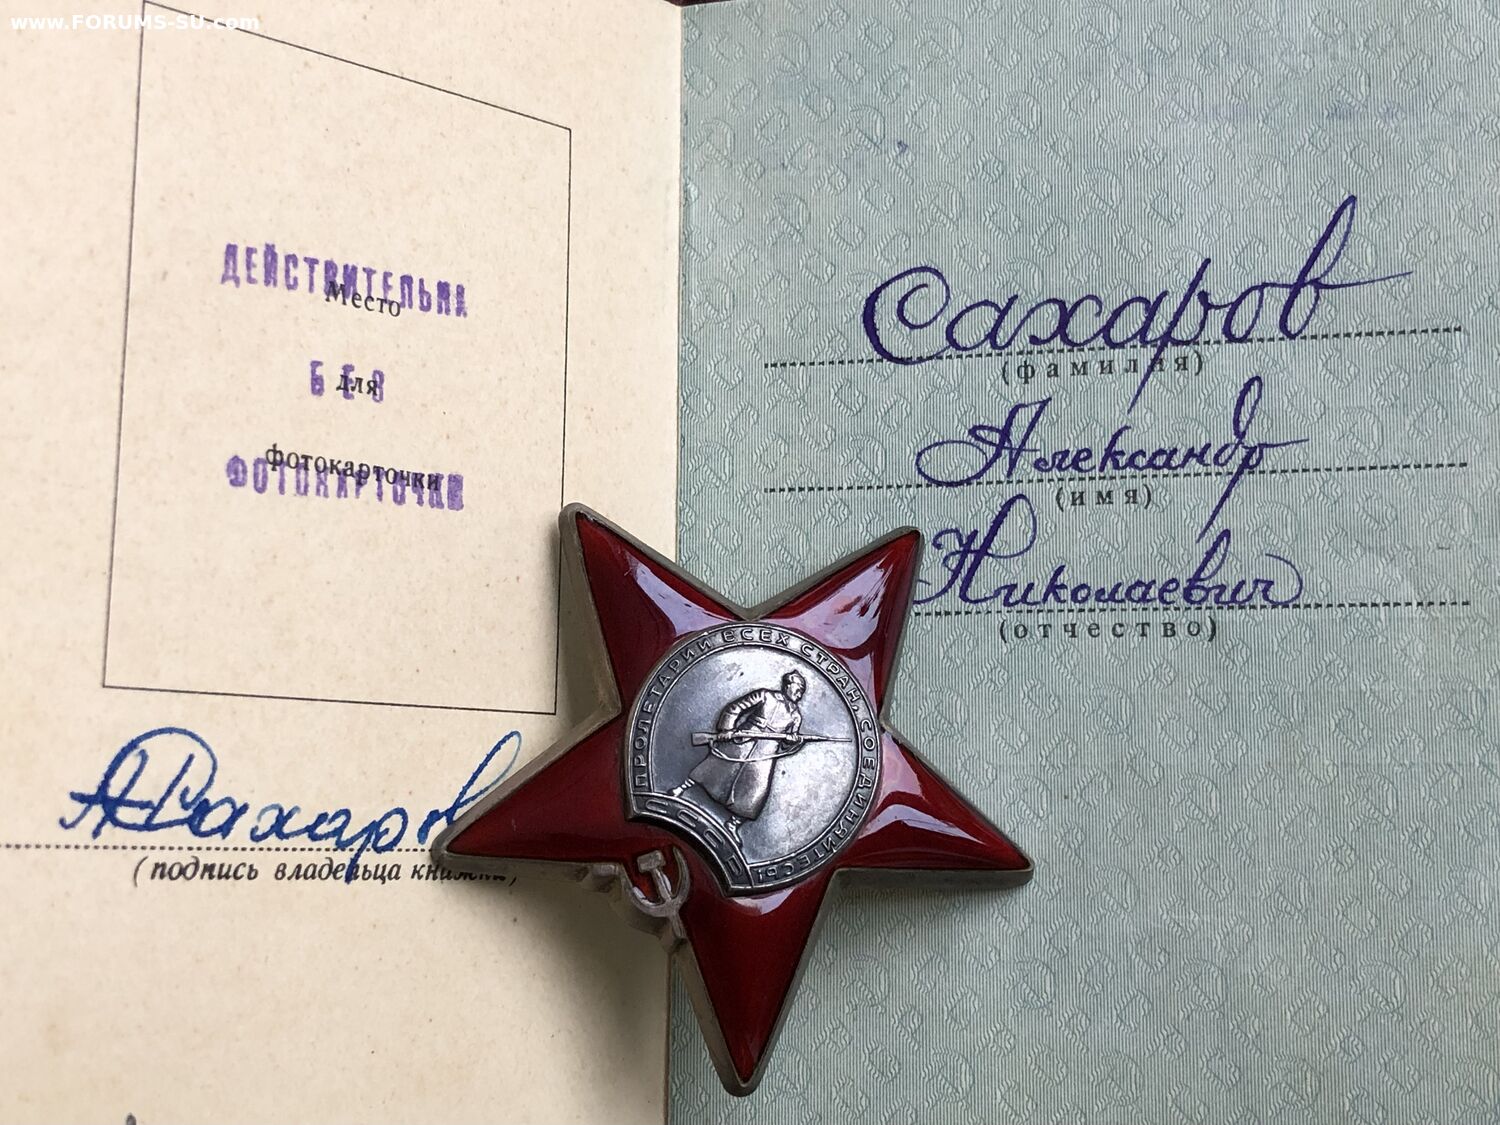 www.FORUMS-SU.com
ДЕЙСТВИТЕЛЬНА
Место
БЕЗ
для
фотокарточки
ФОТОКАРТОЧКИ
А Сахаров
(подпись владельца книжки)
Сахаров
(фамилия)
Александр
(имя)
Николаевич
(отчество)
ПРОЛЕТАРИИ ВСЕХ СТРАН, СОЕДИНЯЙТЕСЬ!
СССР